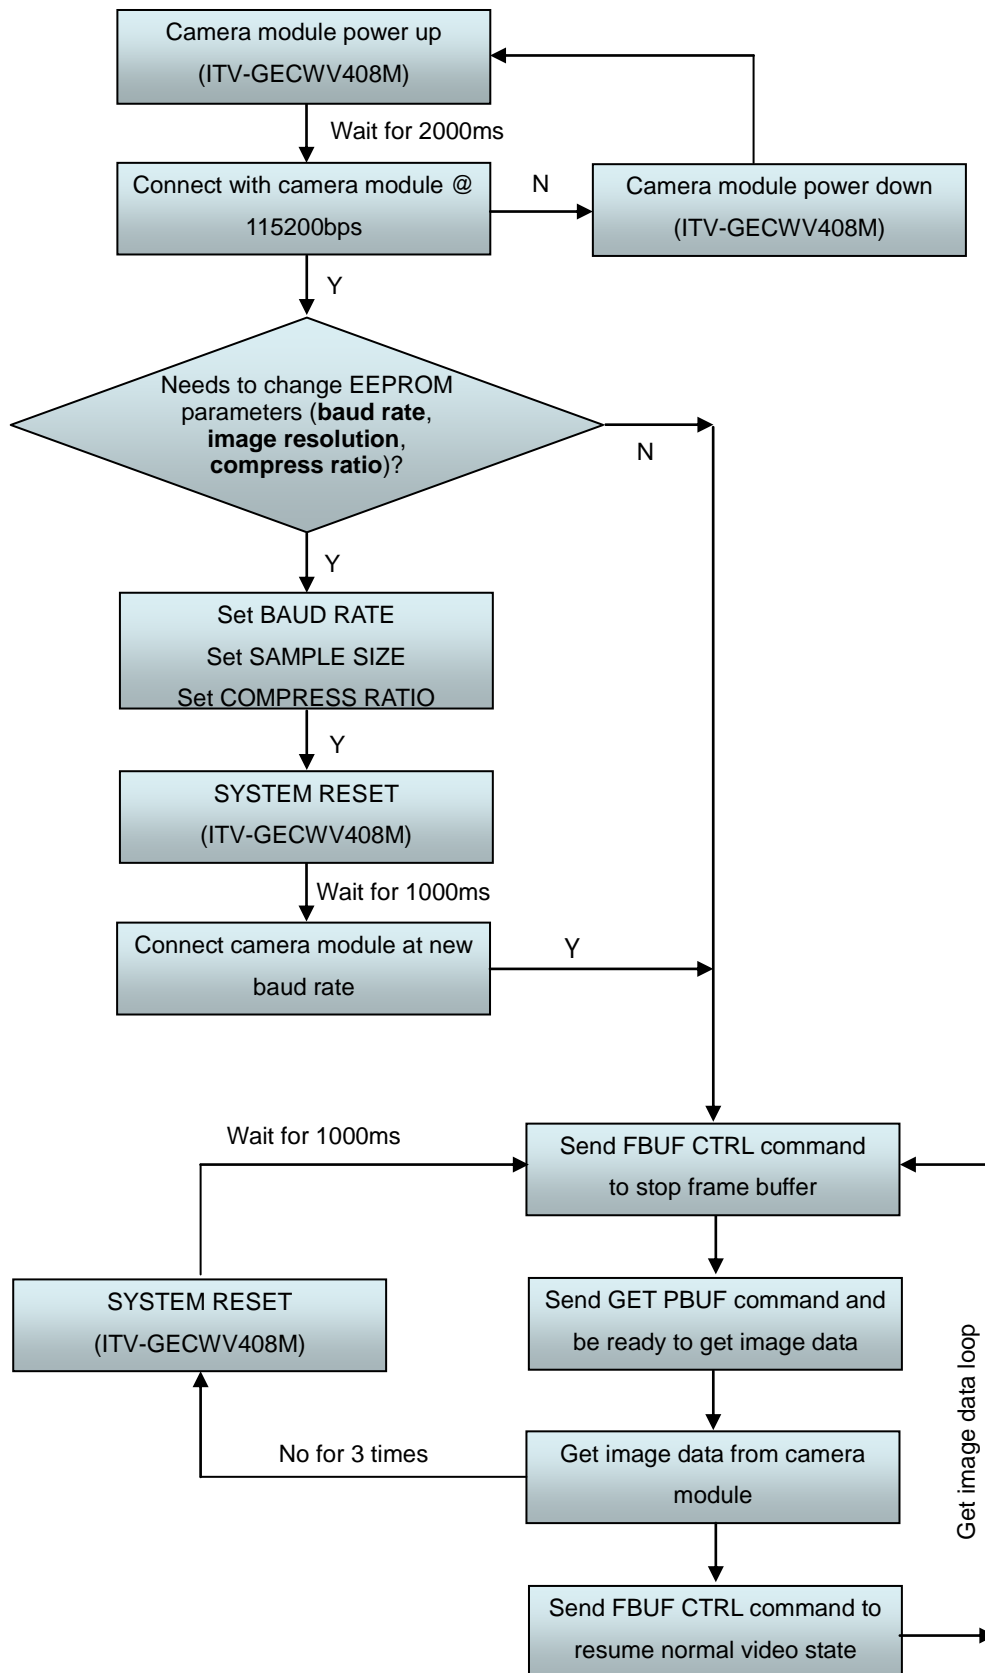 Camera module power up
(ITV-GECWV408M)
Wait for 2000ms
Connect with camera module @
115200bps
N
Camera module power down
(ITV-GECWV408M)
Y
Needs to change EEPROM
parameters (baud rate,
image resolution,
compress ratio)?
N
Y
Set BAUD RATE
Set SAMPLE SIZE
Set COMPRESS RATIO
Y
SYSTEM RESET
(ITV-GECWV408M)
Wait for 1000ms
Connect camera module at new
baud rate
Y
Wait for 1000ms
Send FBUF CTRL command
to stop frame buffer
SYSTEM RESET
(ITV-GECWV408M)
Send GET PBUF command and
be ready to get image data
No for 3 times
Get image data from camera
module
Get image data loop
Send FBUF CTRL command to
resume normal video state